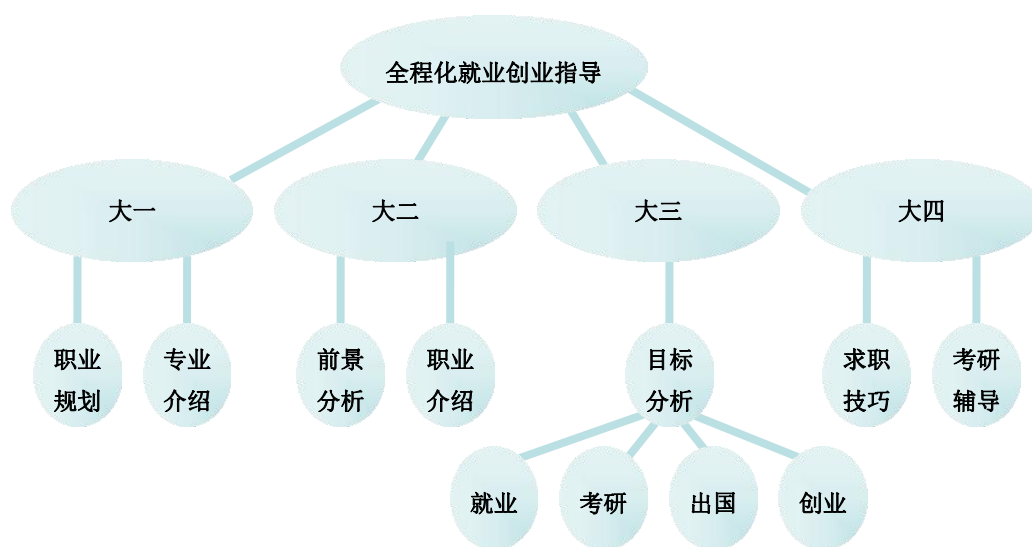 全程化就业创业指导
大一
大二
大三
大四
职业
规划
专业
介绍
前景
分析
职业
介绍
目标
分析
求职
技巧
考研
辅导
就业
考研
出国
创业